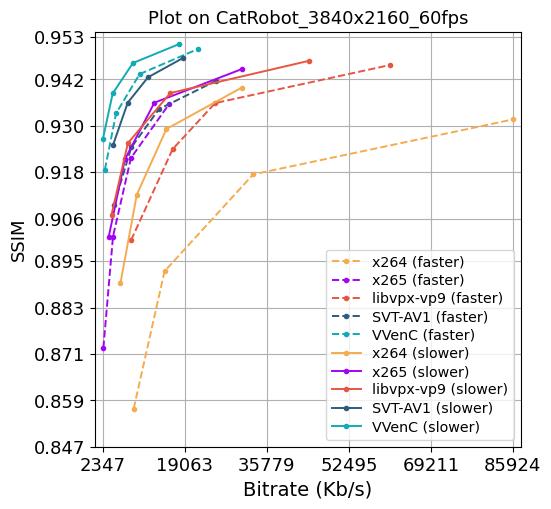 Plot on CatRobot_3840x2160_60fps
0.953
0.942
0.930
0.918
0.906
0.895
0.883
0.871
0.859
0.847
SSIM
x264 (faster)
x265 (faster)
libvpx-vp9 (faster)
SVT-AV1 (faster)
VVenC (faster)
x264 (slower)
x265 (slower)
libvpx-vp9 (slower)
SVT-AV1 (slower)
VVenC (slower)
2347 19063 35779 52495 69211 85924
Bitrate (Kb/s)